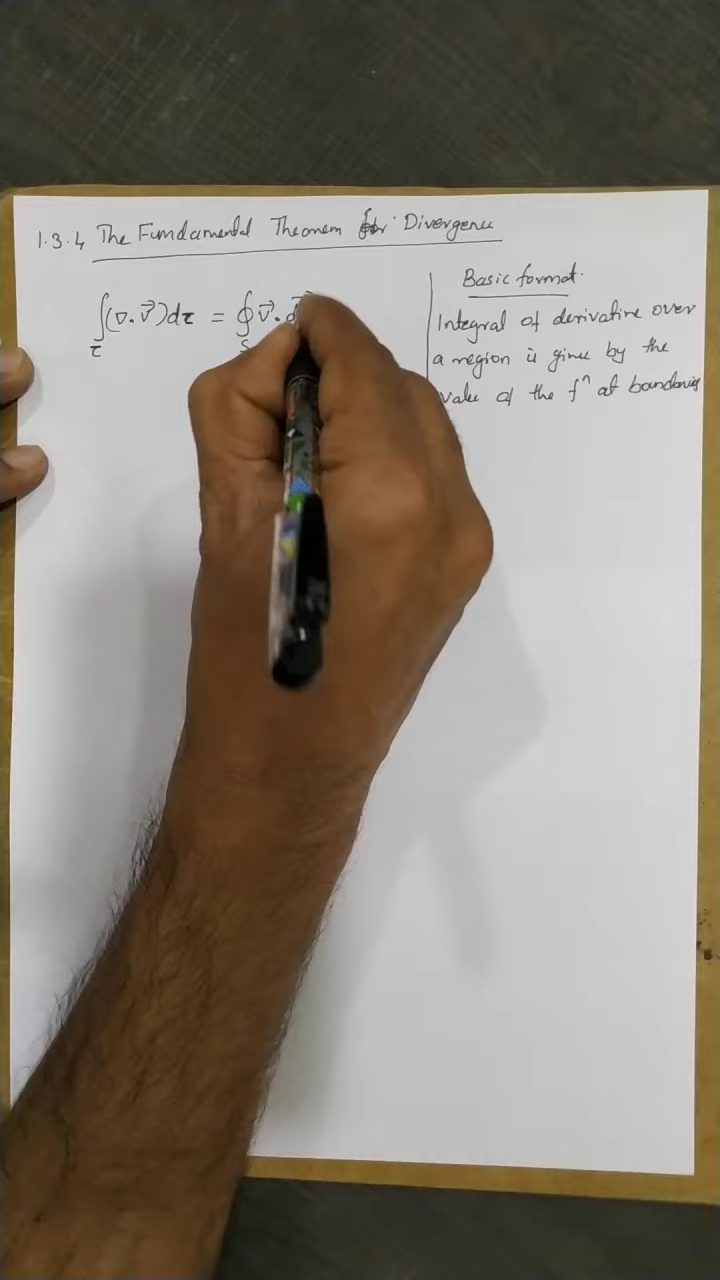 1.3.4 The Fundamental Theorem for Divergence
∫(∇.v⃗)dτ = ∮v⃗.d
τ S
Basic format.
Integral of derivative over
a region is given by the
value of the fⁿ at boundaries